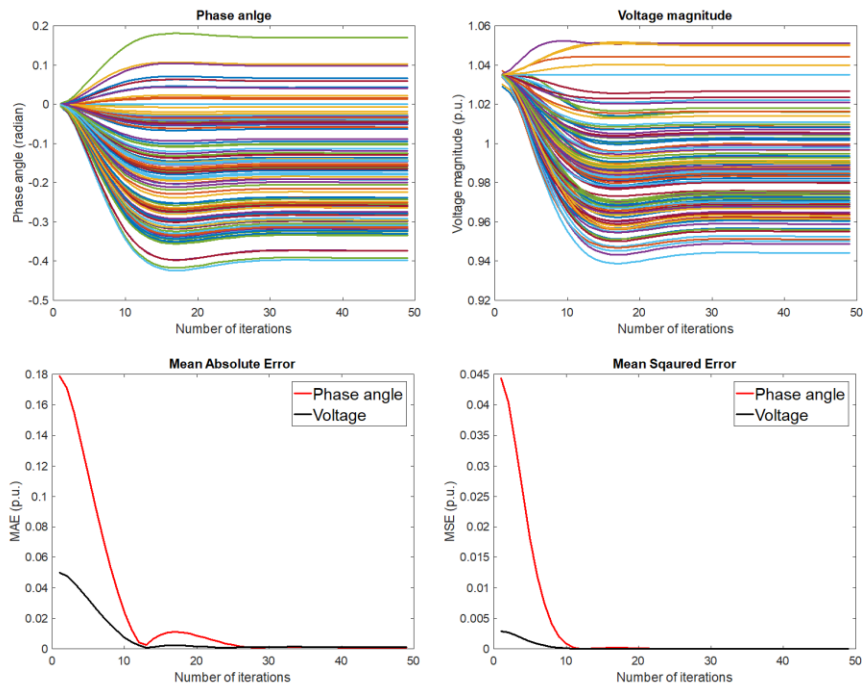 Phase anlge
0.2
0.1
0
-0.1
-0.2
-0.3
-0.4
-0.5
Phase angle (radian)
0 10 20 30 40 50
Number of iterations
Voltage magnitude
1.06
1.04
1.02
1
0.98
0.96
0.94
0.92
Voltage magnitude (p.u.)
0 10 20 30 40 50
Number of iterations
Mean Absolute Error
0.18
0.16
0.14
0.12
0.1
0.08
0.06
0.04
0.02
0
MAE (p.u.)
Phase angle
Voltage
0 10 20 30 40 50
Number of iterations
Mean Sqaured Error
0.045
0.04
0.035
0.03
0.025
0.02
0.015
0.01
0.005
0
MSE (p.u.)
Phase angle
Voltage
0 10 20 30 40 50
Number of iterations